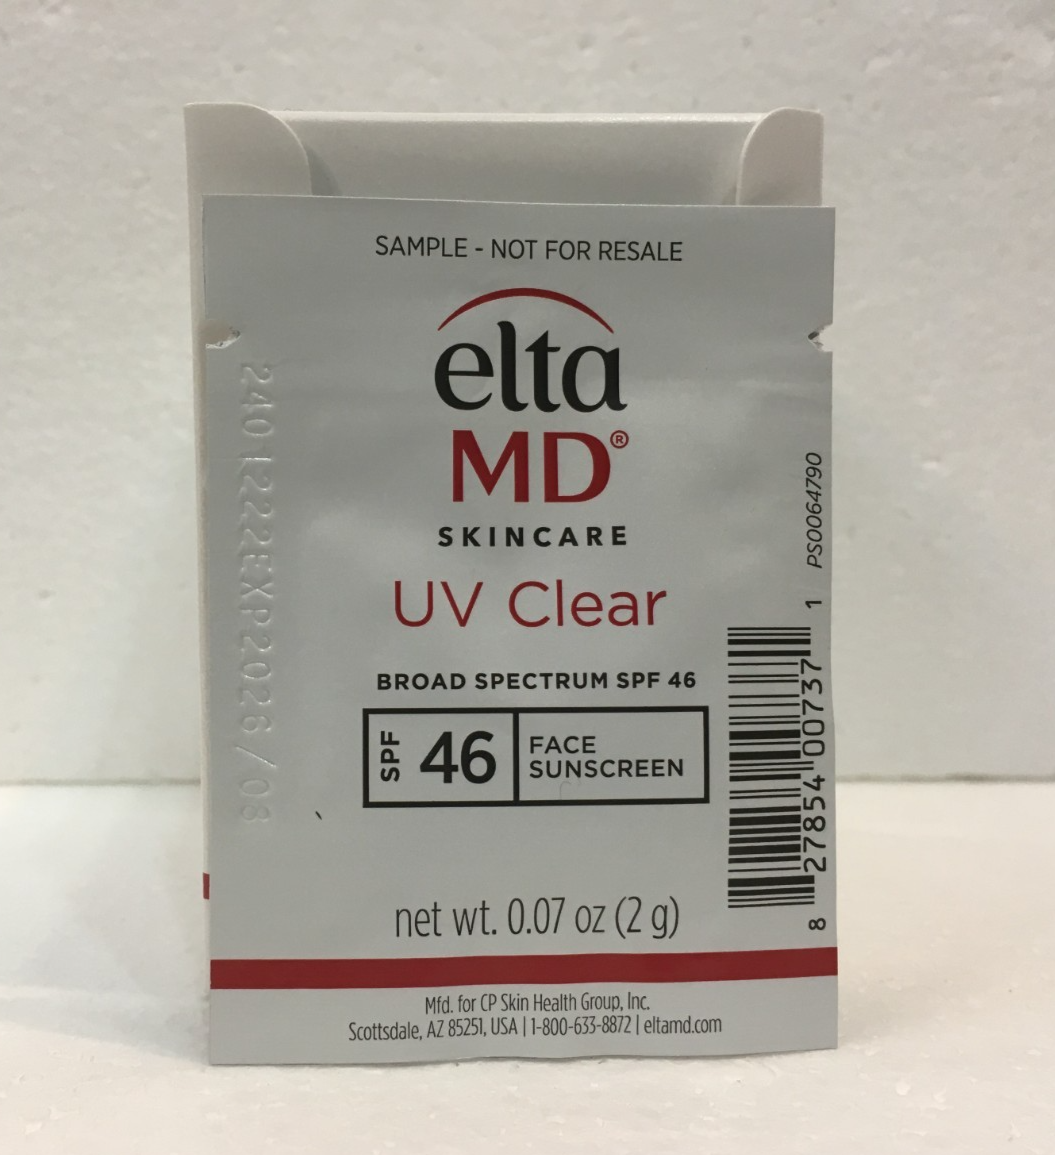 SAMPLE - NOT FOR RESALE
elta
MD®
SKINCARE
UV Clear
BROAD SPECTRUM SPF 46
SPF 46
FACE
SUNSCREEN
net wt. 0.07 oz (2 g)
Mfd. for CP Skin Health Group, Inc.
Scottsdale, AZ 85251, USA | 1-800-633-8872 | eltamd.com
2401222EXP2026/08
8 27854 00737 1
PS0064790